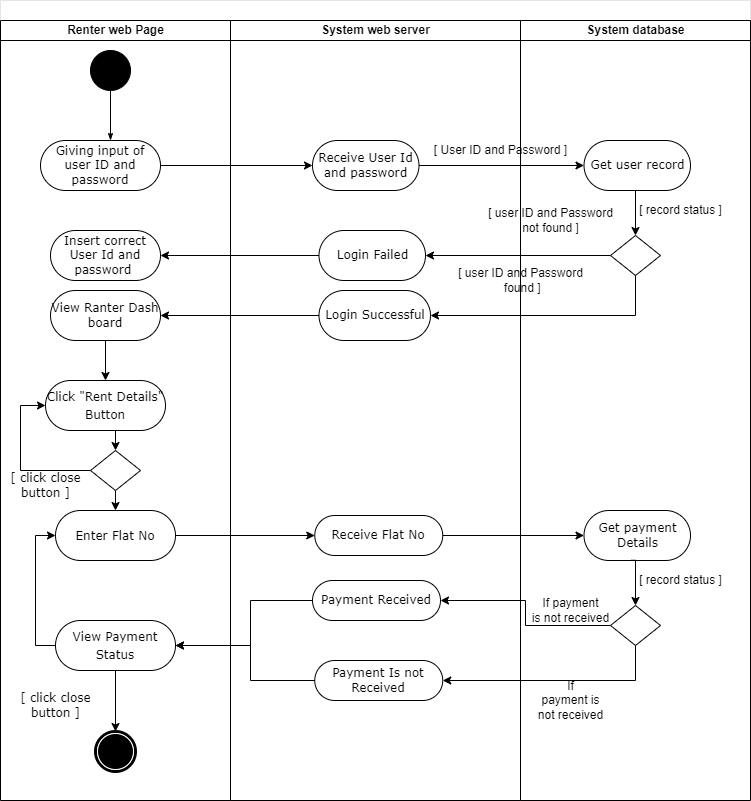 Renter web Page
System web server
System database
Giving input of
user ID and
password
Receive User Id
and password
[ User ID and Password ]
Get user record
[ user ID and Password
not found ]
[ record status ]
Insert correct
User Id and
password
Login Failed
[ user ID and Password
found ]
View Ranter Dash
board
Login Successful
Click "Rent Details"
Button
[ click close
button ]
Enter Flat No
Receive Flat No
Get payment
Details
[ record status ]
Payment Received
If payment
is not received
View Payment
Status
Payment Is not
Received
If
payment is
not received
[ click close
button ]